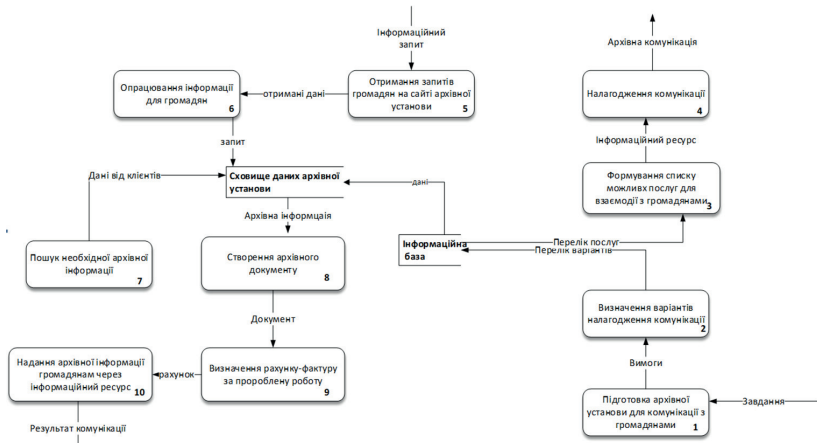 Інформаційний
запит
Архівна комунікація
Опрацювання інформації
для громадян
6
отримані дані
Отримання запитів
громадян на сайті архівної
установи
5
Налагодження комунікації
4
запит
Інформаційний ресурс
Дані від клієнтів
Сховище даних архівної
установи
дані
Формування списку
можливх послуг для
взаємодії з громадянами
3
Архівна інформцаія
Пошук необхідної архівної
інформації
7
Створення архівного
документу
8
Інформаційна
база
Перелік послуг
Перелік варіантів
Документ
Визначення варіантів
налагодження комунікації
2
Надання архівної інформації
громадянам через
інформаційний ресурс
10
рахунок
Визначення рахунку-фактуру
за пророблену роботу
9
Вимоги
Підготовка архівної
установи для комунікації з
громадянами
1
Завдання
Результат комунікації